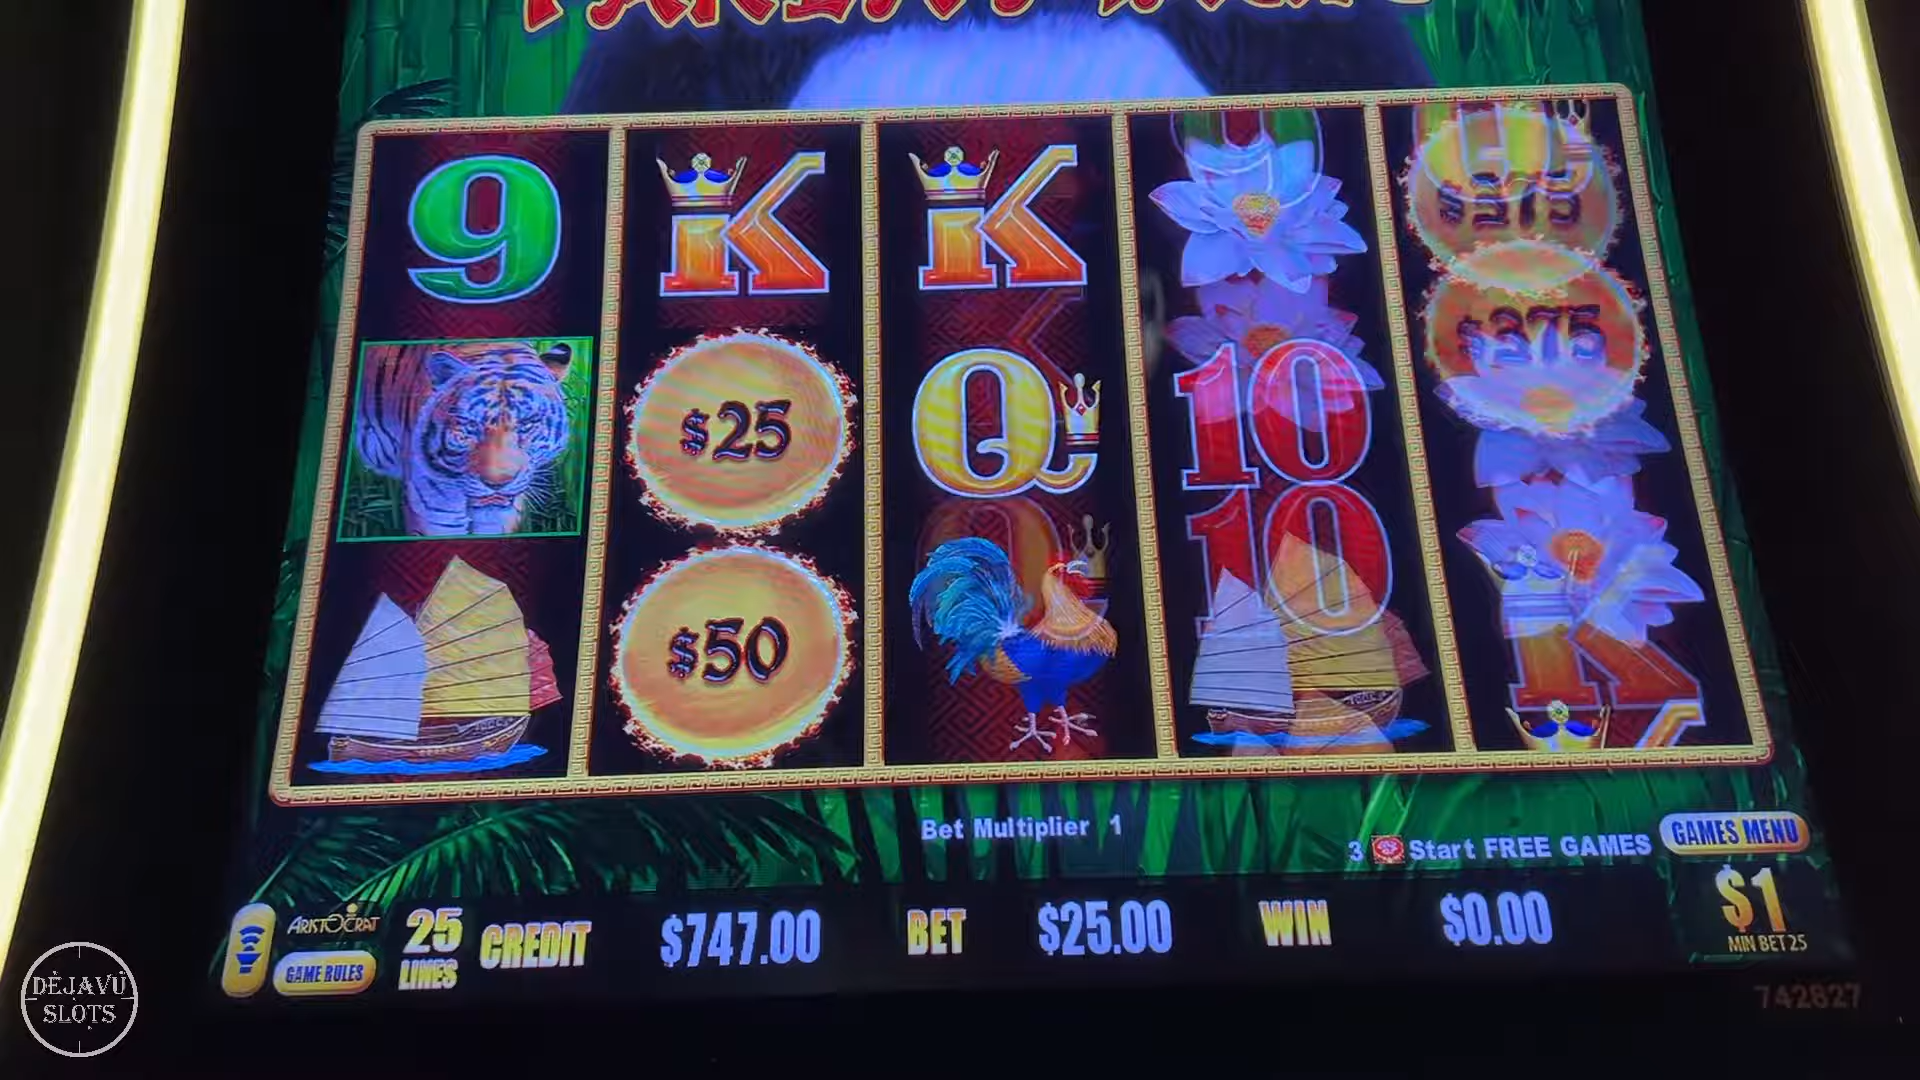 9 K K
$375
$25 Q 10 $375
10
$50 K
Bet Multiplier 1
3 Start FREE GAMES
GAMES MENU
ARISTOCRAT
GAME RULES
25
LINES
CREDIT $747.00 BET $25.00 WIN $0.00
$1
MIN BET 25
742827
DÉJAVÙ
SLOTS